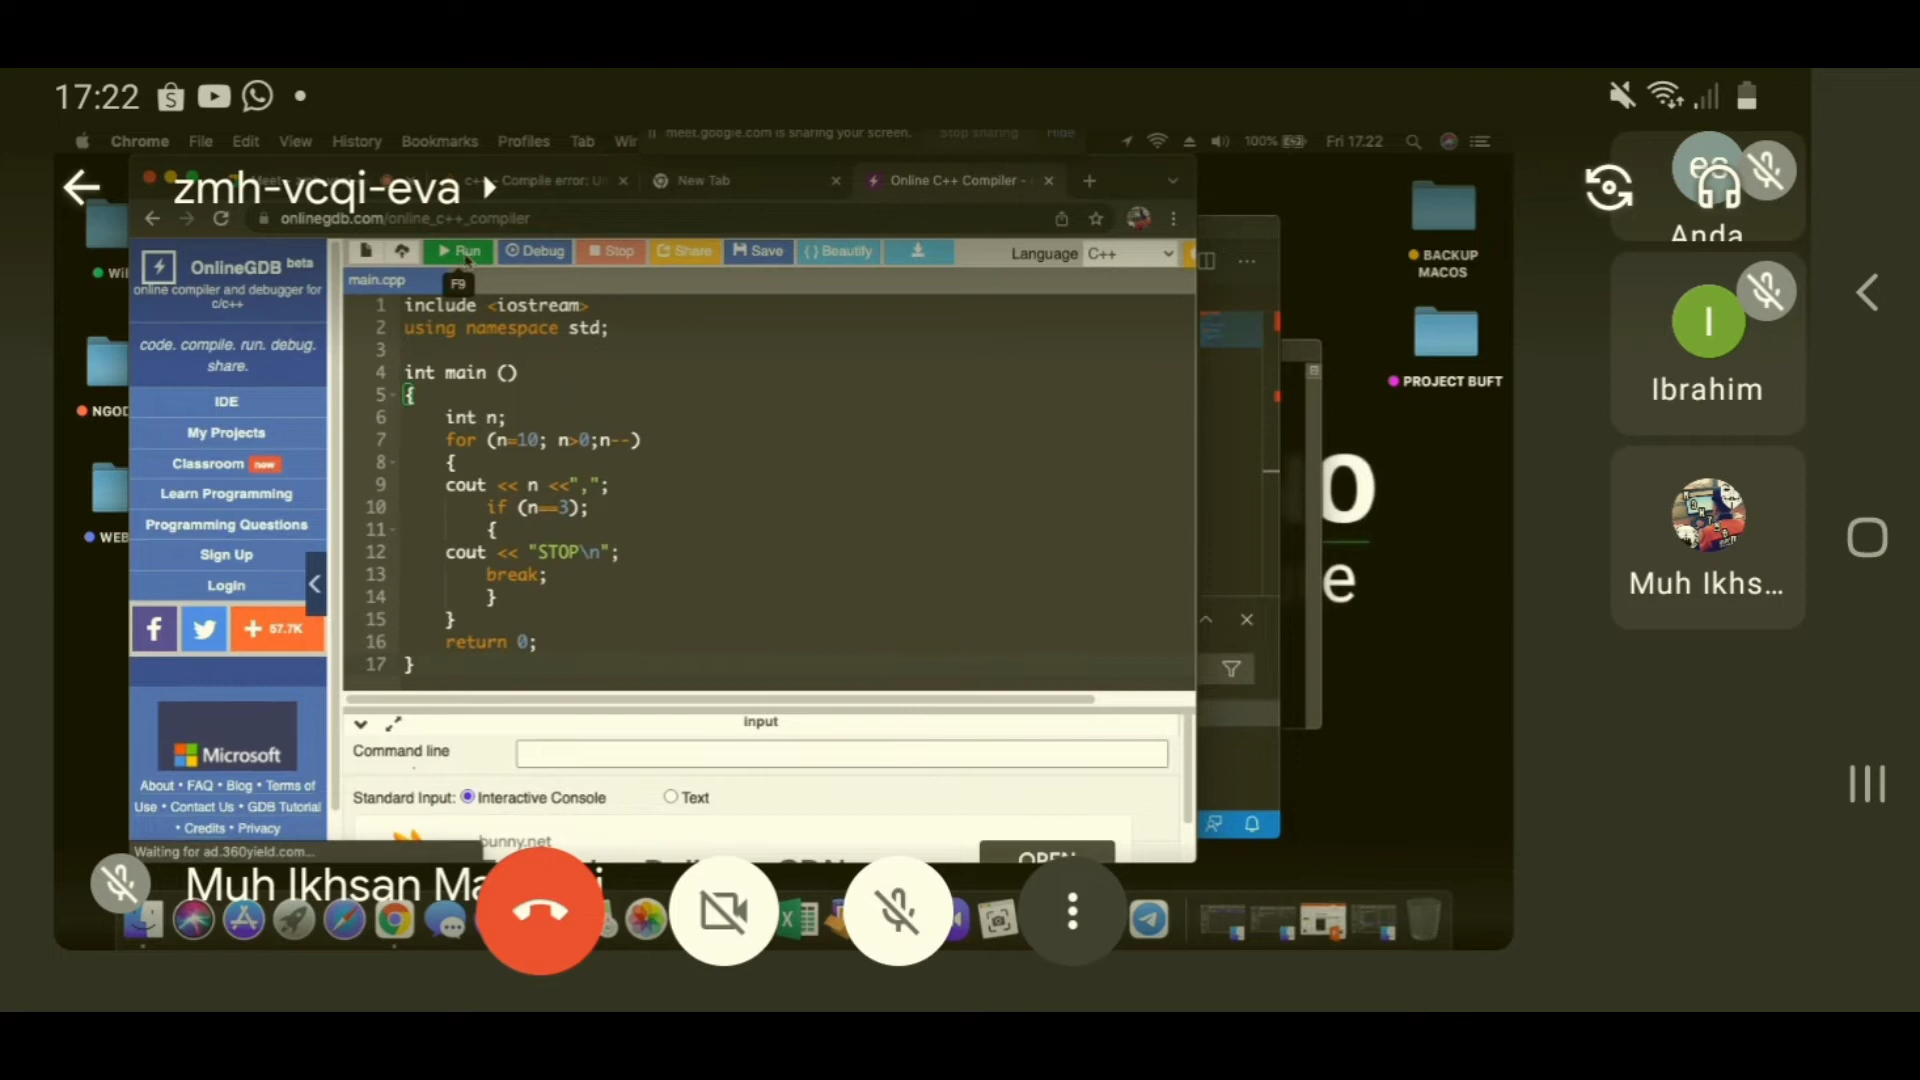 17:22
Chrome File Edit View History Bookmarks Profiles Tab
meet.google.com is sharing your screen. Stop sharing Hide
100% Fri 17.22
zmh-vcqi-eva
c++ - Compile error:
New Tab
Online C++ Compiler -
onlinegdb.com/online_c++_compiler
OnlineGDB beta
online compiler and debugger for
c/c++
code. compile. run. debug.
share.
IDE
My Projects
Classroom new
Learn Programming
Programming Questions
Sign Up
Login
57.7K
Microsoft
About • FAQ • Blog • Terms of
Use • Contact Us • GDB Tutorial
• Credits • Privacy
Waiting for ad.360yield.com...
Run Debug Stop Share Save {} Beautify
Language C++
main.cpp
F9
1 include <iostream>
2 using namespace std;
3
4 int main ()
5 {
6 int n;
7 for (n=10; n>0;n--)
8 {
9 cout << n <<",";
10 if (n==3);
11 {
12 cout << "STOP\n";
13 break;
14 }
15 }
16 return 0;
17 }
input
Command line
Standard Input: Interactive Console Text
bunny.net
OPEN
BACKUP
MACOS
PROJECT BUFT
NGOD
WEB
o
e
Anda
I
Ibrahim
Muh Ikhs...
Muh Ikhsan